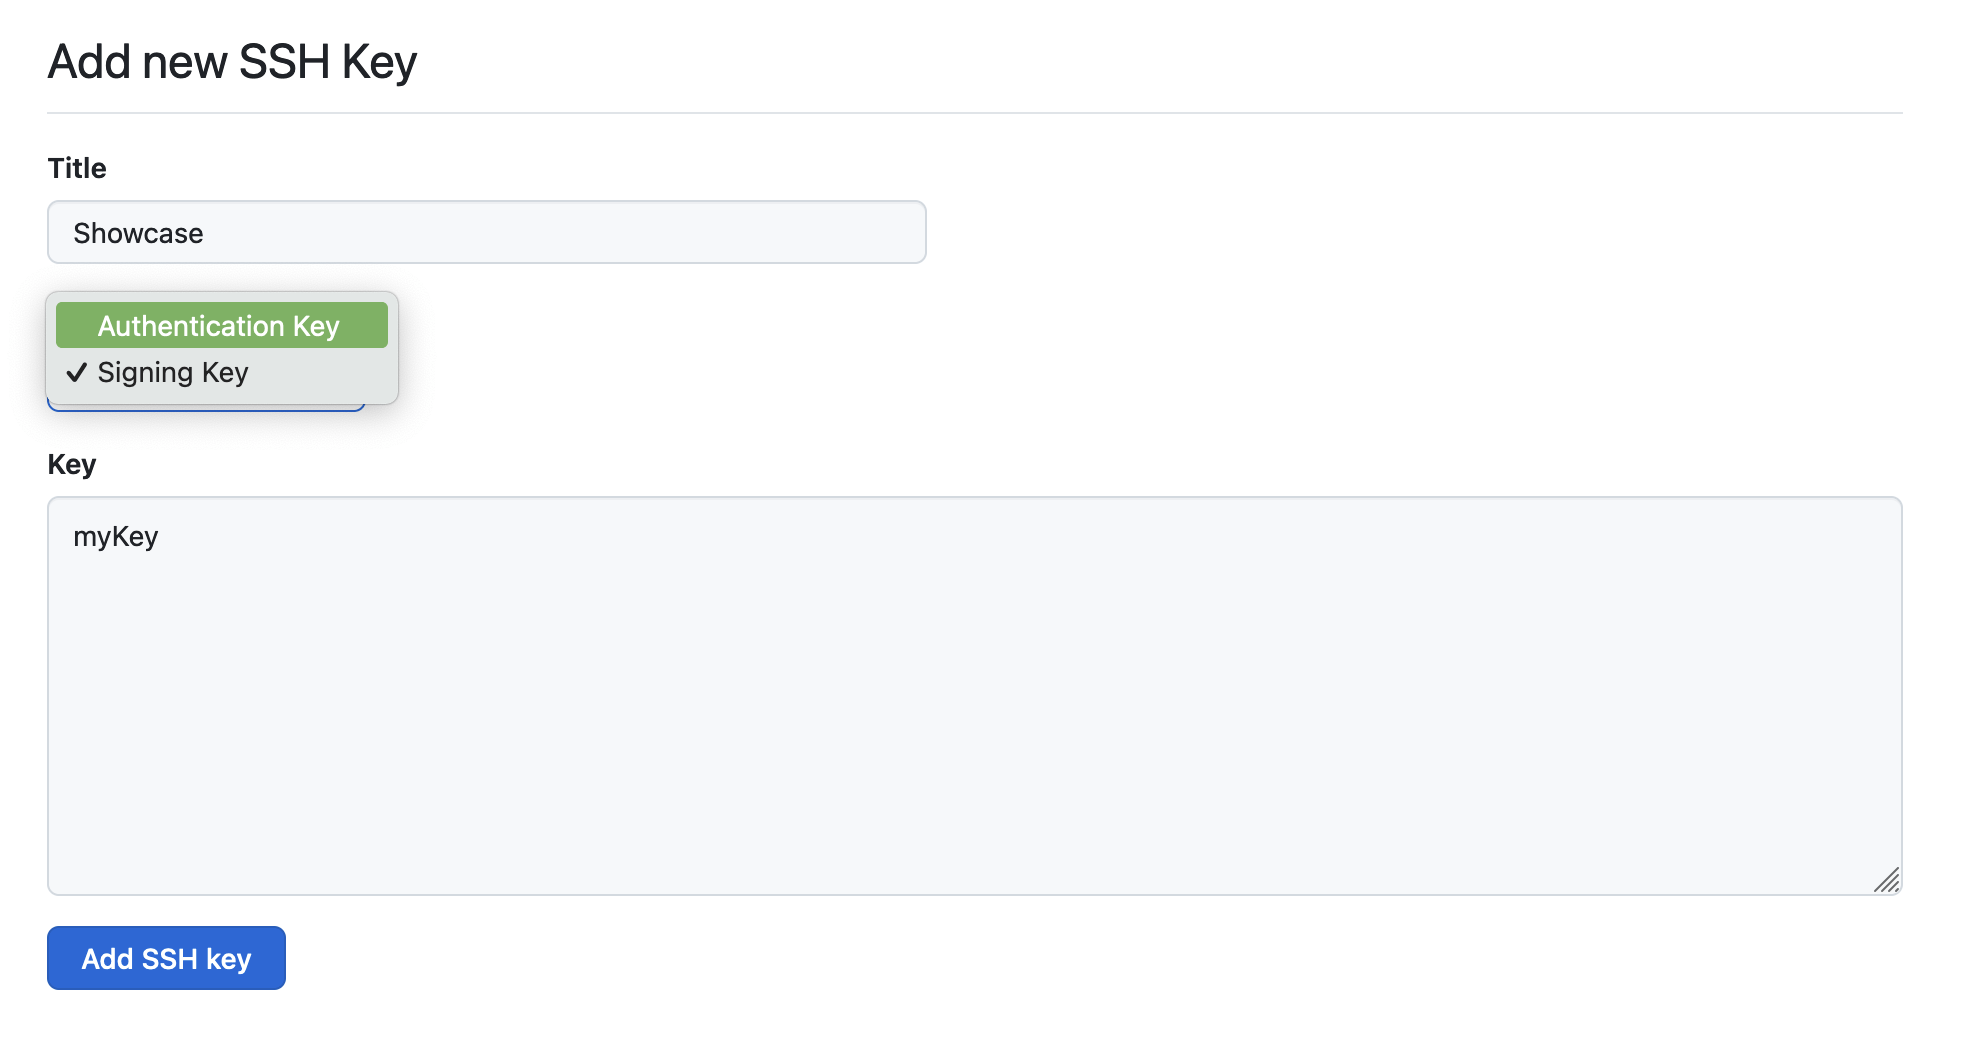 Add new SSH Key
Title
Showcase
Authentication Key
✓ Signing Key
Key
myKey
Add SSH key